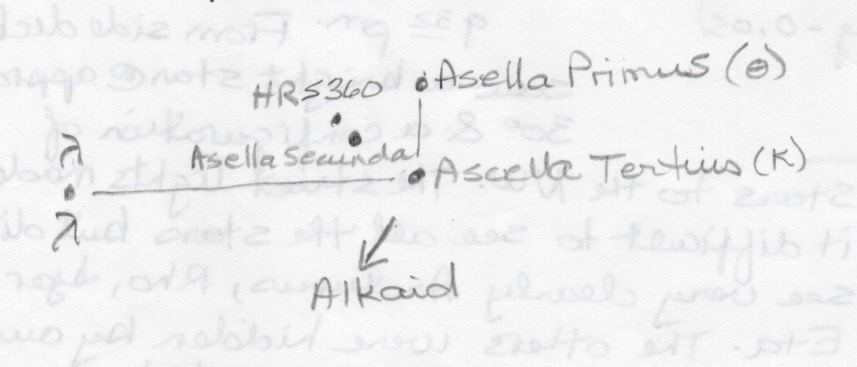 Asella Primus (Θ)
HR5360
Asella Secunda
Ascella Tertius (K)
λ
λ
Alkaid